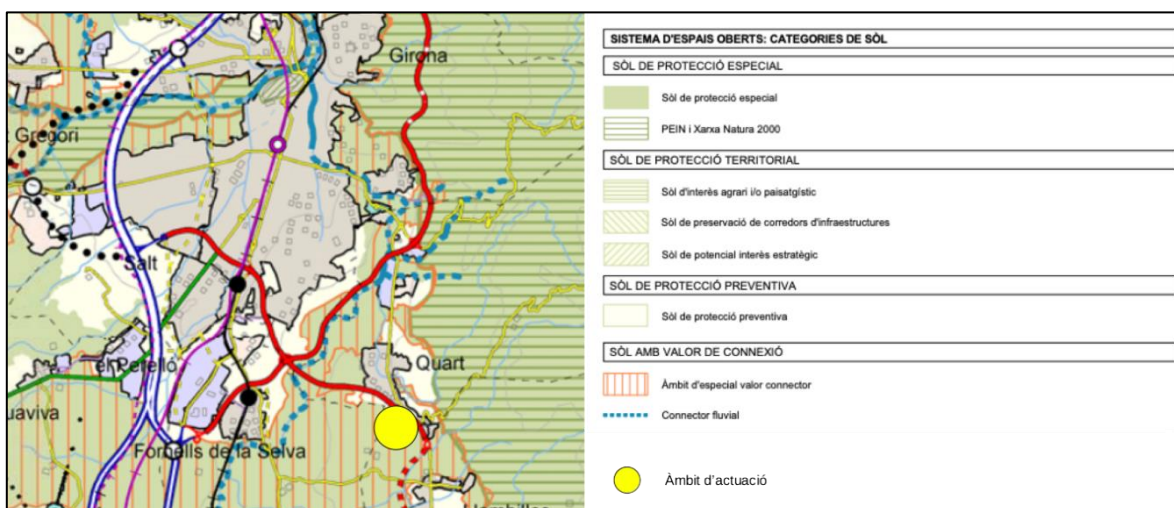 Girona
t Gregori
Salt
el Perelló
Quart
uaviva
Fornells de la Selva
SISTEMA D'ESPAIS OBERTS: CATEGORIES DE SÒL
SÒL DE PROTECCIÓ ESPECIAL
Sòl de protecció especial
PEIN i Xarxa Natura 2000
SÒL DE PROTECCIÓ TERRITORIAL
Sòl d'interès agrari i/o paisatgístic
Sòl de preservació de corredors d'infraestructures
Sòl de potencial interès estratègic
SÒL DE PROTECCIÓ PREVENTIVA
Sòl de protecció preventiva
SÒL AMB VALOR DE CONNEXIÓ
Àmbit d'especial valor connector
Connector fluvial
Àmbit d'actuació